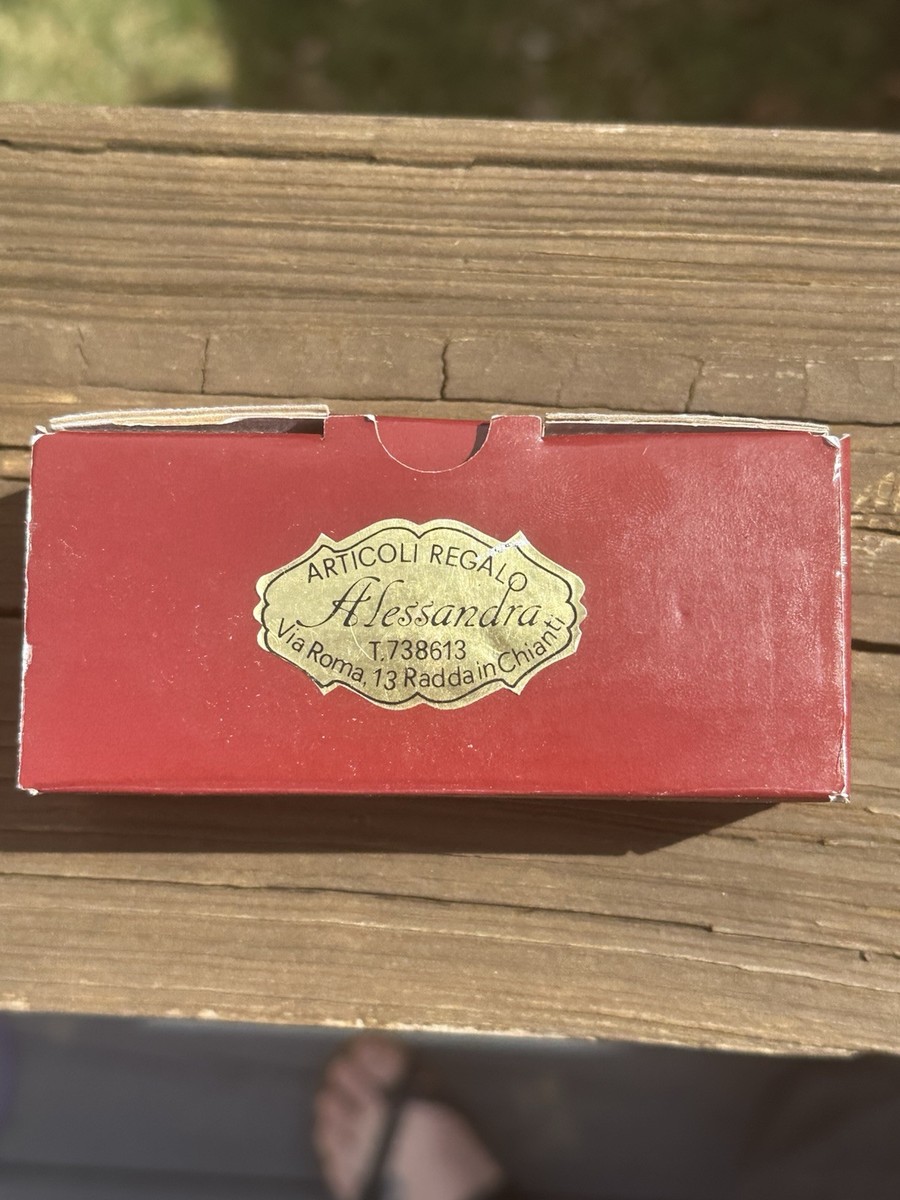 ARTICOLI REGALO
Alessandra
T.738613
Via Roma, 13 Radda in Chianti